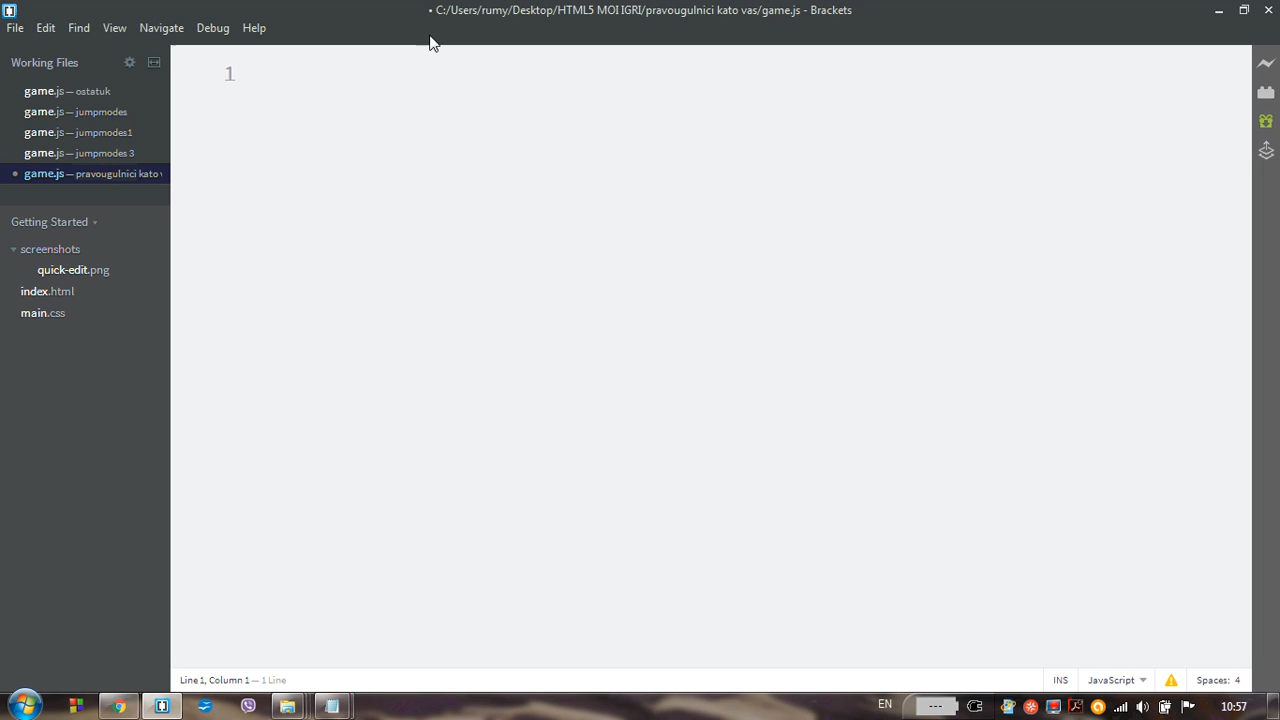 • C:/Users/rumy/Desktop/HTML5 MOI IGRI/pravougulnici kato vas/game.js - Brackets
File Edit Find View Navigate Debug Help
Working Files
game.js — ostatuk
game.js — jumpmodes
game.js — jumpmodes1
game.js — jumpmodes 3
game.js — pravougulnici kato v
Getting Started
screenshots
quick-edit.png
index.html
main.css
1
Line 1, Column 1 — 1 Line
INS JavaScript Spaces: 4
EN --- 10:57